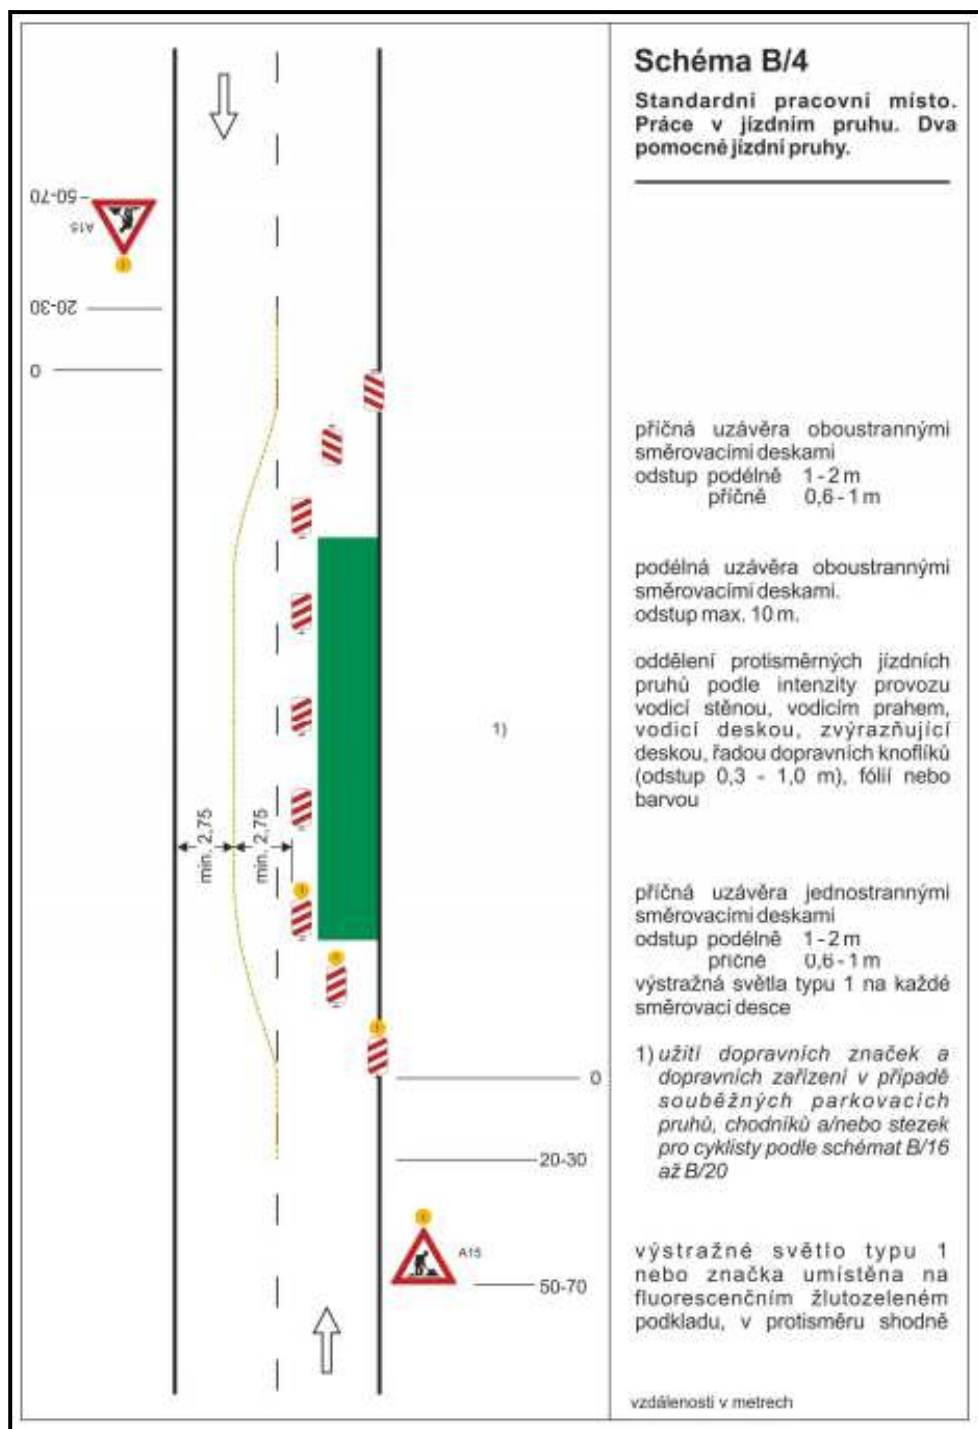 Schéma B/4
Standardní pracovní místo.
Práce v jízdním pruhu. Dva
pomocné jízdní pruhy.
50-70
A15
20-30
0
příčná uzávěra oboustrannými
směrovacími deskami
odstup podélně 1 - 2 m
příčně 0,6 - 1 m
podélná uzávěra oboustrannými
směrovacími deskami.
odstup max. 10 m.
oddělení protisměrných jízdních
pruhů podle intenzity provozu
vodicí stěnou, vodicím prahem,
vodicí deskou, zvýrazňující
deskou, řadou dopravních knoflíků
(odstup 0,3 - 1,0 m), fólií nebo
barvou
1)
min. 2,75
min. 2,75
příčná uzávěra jednostrannými
směrovacími deskami
odstup podélně 1 - 2 m
příčně 0,6 - 1 m
výstražná světla typu 1 na každé
směrovací desce
0
1) užití dopravních značek a
dopravních zařízení v případě
souběžných parkovacích
pruhů, chodníků a/nebo stezek
pro cyklisty podle schémat B/16
až B/20
20-30
A15
50-70
výstražné světlo typu 1
nebo značka umístěna na
fluorescenčním žlutozeleném
podkladu, v protisměru shodně
vzdálenosti v metrech